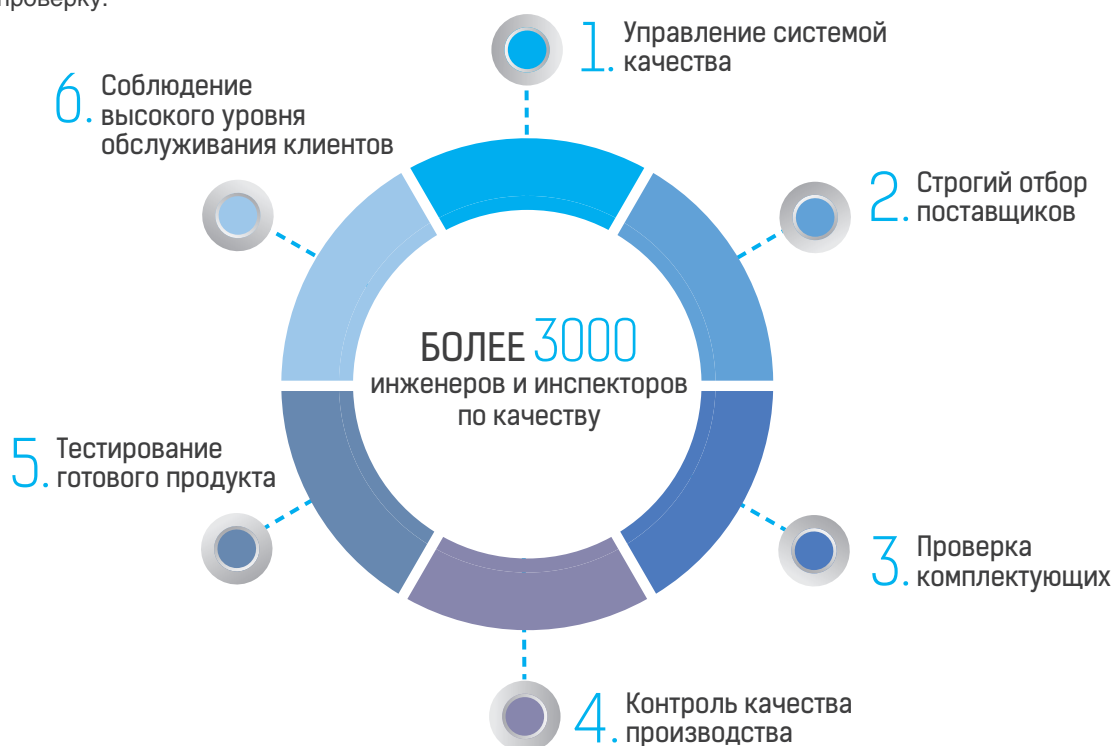 проверку.
1. Управление системой
качества
2. Строгий отбор
поставщиков
3. Проверка
комплектующих
4. Контроль качества
производства
5. Тестирование
готового продукта
6. Соблюдение
высокого уровня
обслуживания клиентов
БОЛЕЕ 3000
инженеров и инспекторов
по качеству